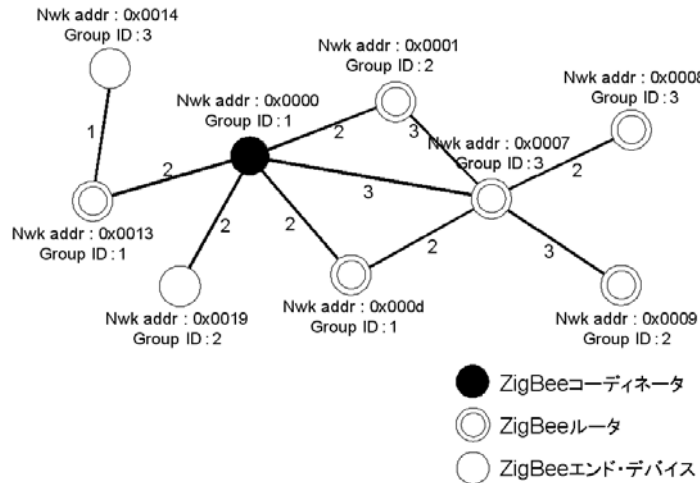 Nwk addr : 0x0014
Group ID : 3
Nwk addr : 0x0001
Group ID : 2
Nwk addr : 0x0008
Group ID : 3
Nwk addr : 0x0000
Group ID : 1
Nwk addr : 0x0007
Group ID : 3
1
2
2
3
3
2
2
2
2
3
Nwk addr : 0x0013
Group ID : 1
Nwk addr : 0x0019
Group ID : 2
Nwk addr : 0x000d
Group ID : 1
Nwk addr : 0x0009
Group ID : 2
ZigBeeコーディネータ
ZigBeeルータ
ZigBeeエンド・デバイス